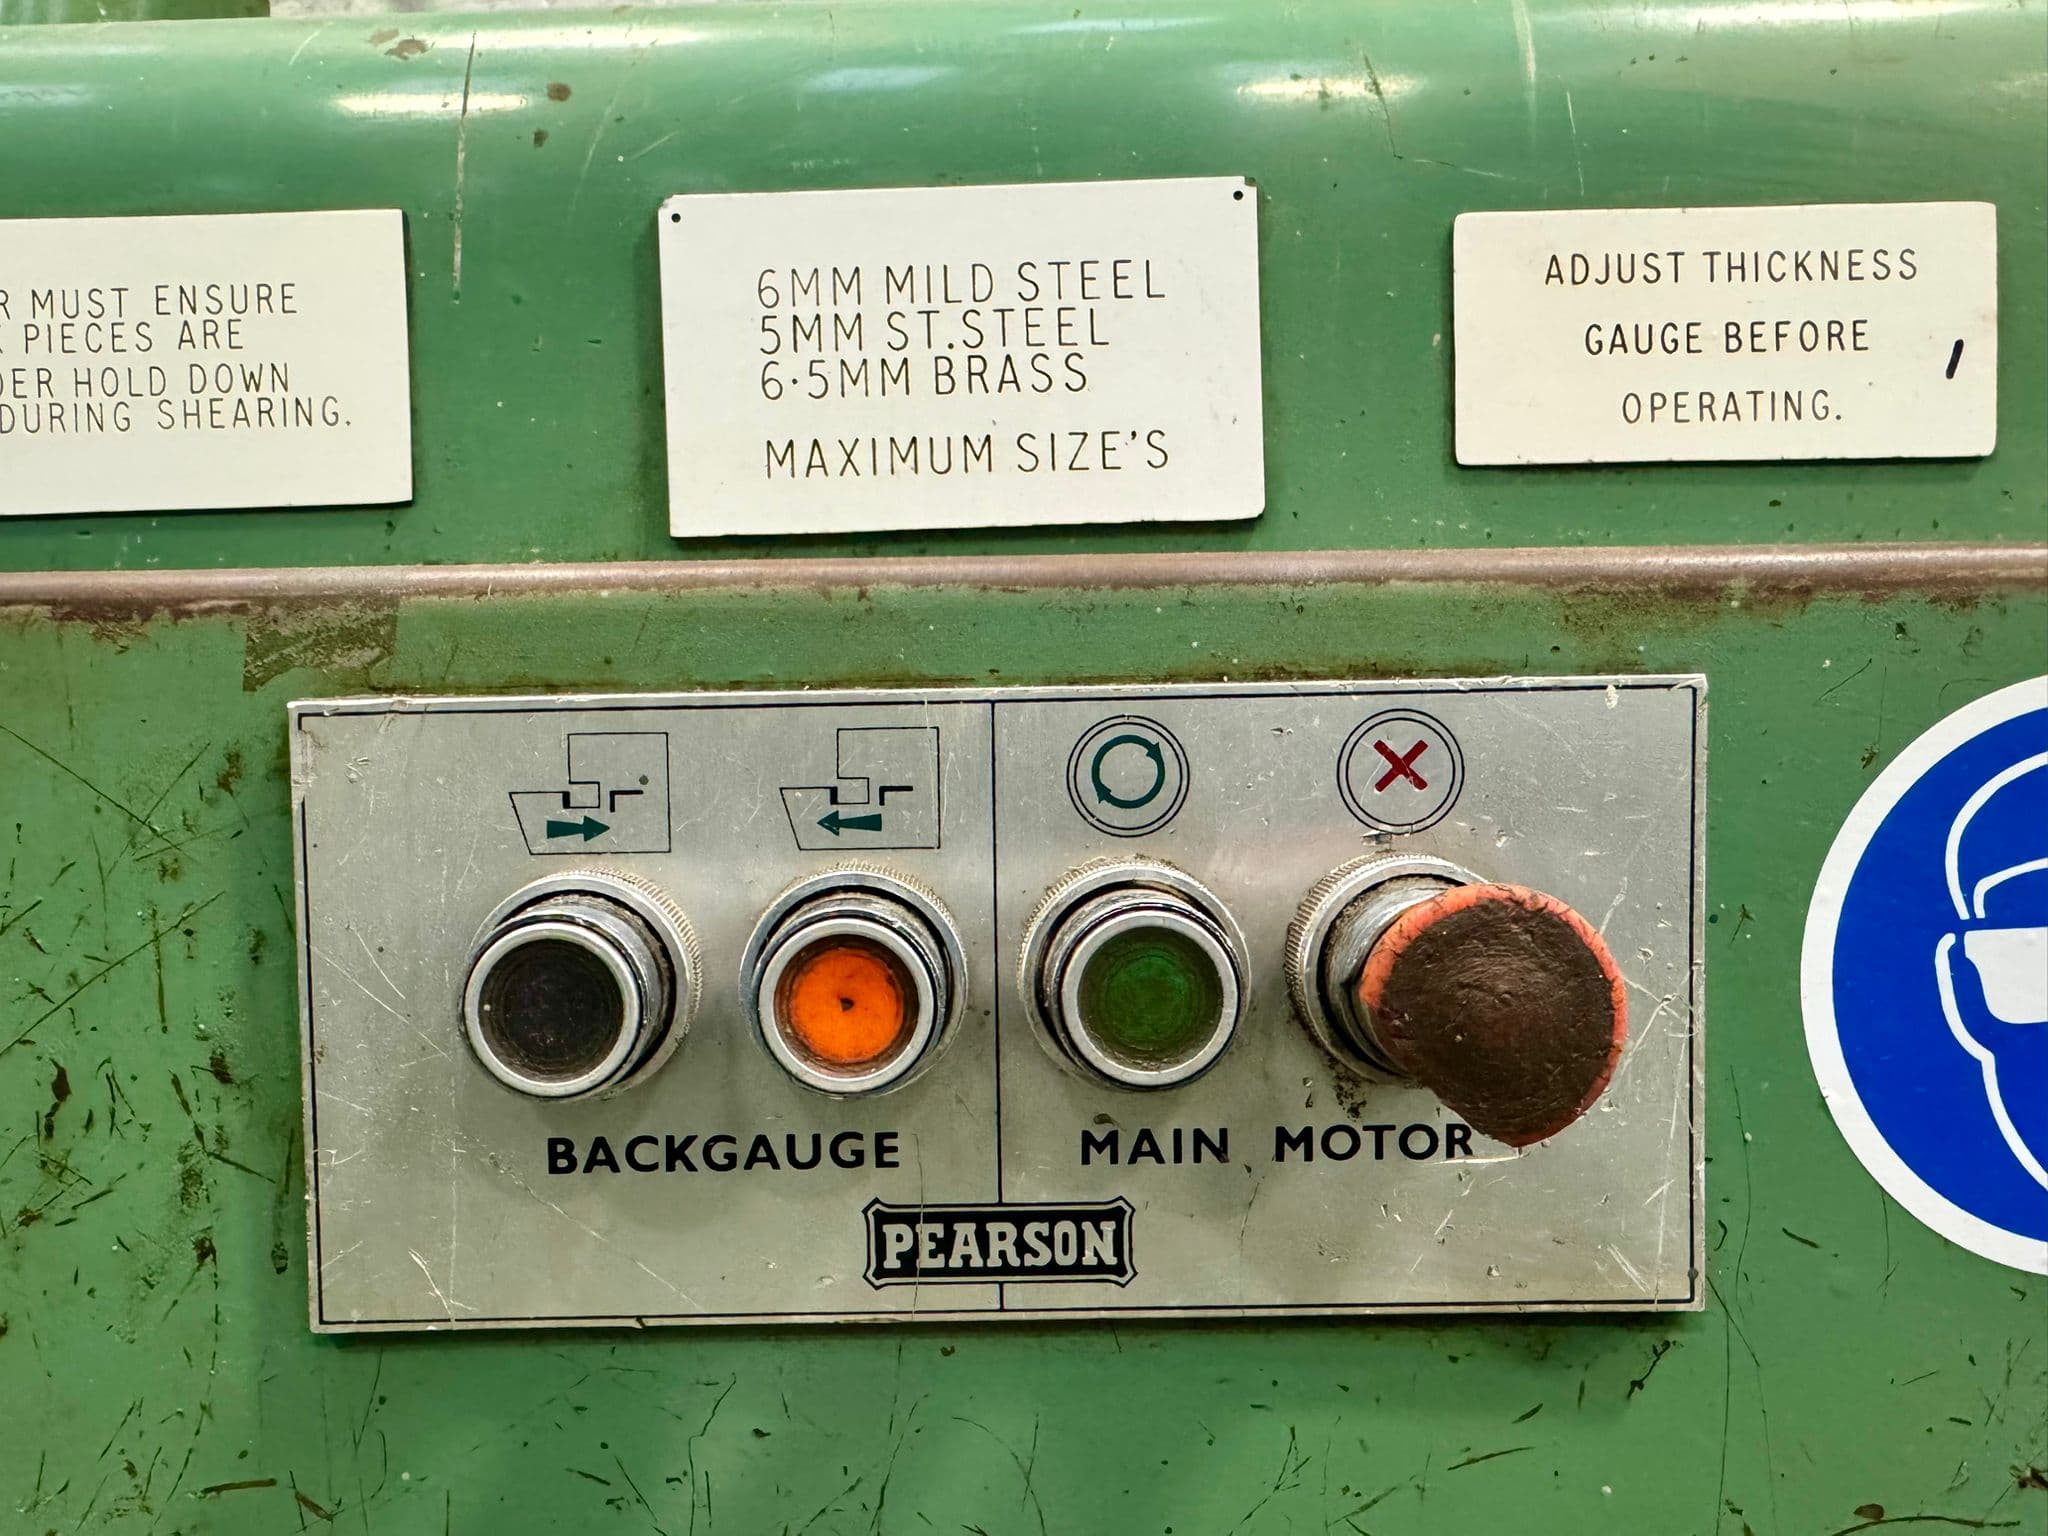 MUST ENSURE
PIECES ARE
HOLD DOWN
DURING SHEARING.
6MM MILD STEEL
5MM ST.STEEL
6·5MM BRASS
MAXIMUM SIZE'S
ADJUST THICKNESS
GAUGE BEFORE
OPERATING.
BACKGAUGE
MAIN MOTOR
PEARSON